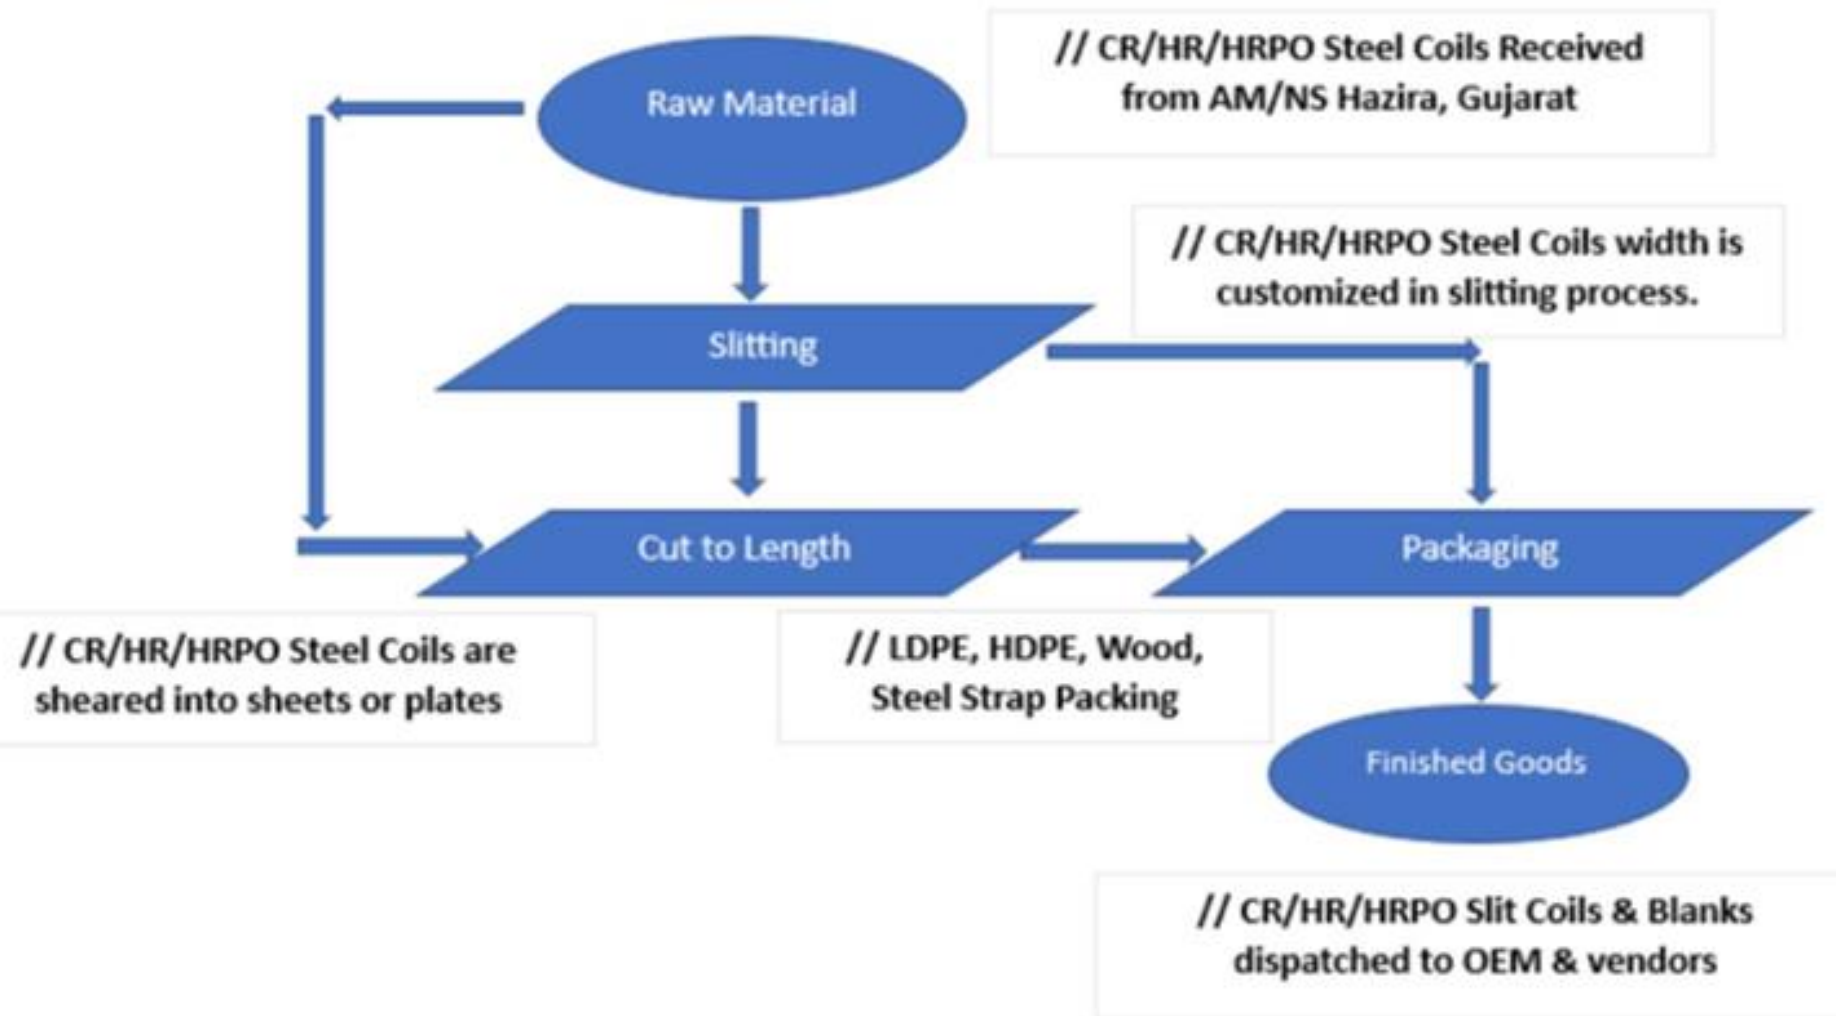 Raw Material
// CR/HR/HRPO Steel Coils Received
from AM/NS Hazira, Gujarat
// CR/HR/HRPO Steel Coils width is
customized in slitting process.
Slitting
Cut to Length
Packaging
// CR/HR/HRPO Steel Coils are
sheared into sheets or plates
// LDPE, HDPE, Wood,
Steel Strap Packing
Finished Goods
// CR/HR/HRPO Slit Coils & Blanks
dispatched to OEM & vendors